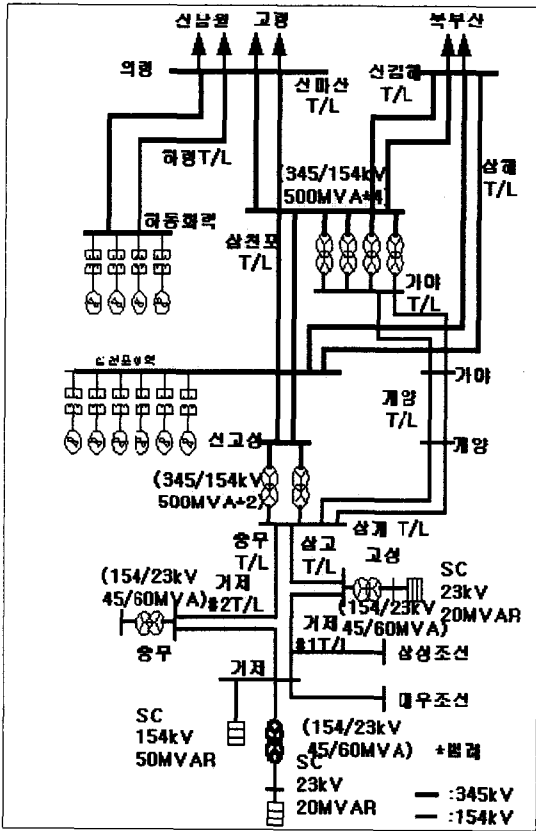 신남원 고령 북부산
의령
신마산
T/L
신김해
T/L
하령T/L
삼해
T/L
(345/154kV
500MVA*4)
하동화력
삼천포
T/L
가야
T/L
가야
계양
T/L
신고성
계양
(345/154kV
500MVA*2)
충무
T/L
삼고
T/L
삼계 T/L
고성
SC
23kV
20MVAR
(154/23kV
45/60MVA)
거제
#2T/L
(154/23kV
45/60MVA)
충무
거제
#1T/L
삼성조선
거제
대우조선
SC
154kV
50MVAR
(154/23kV
45/60MVA)
*범례
SC
23kV
20MVAR
:345kV
:154kV